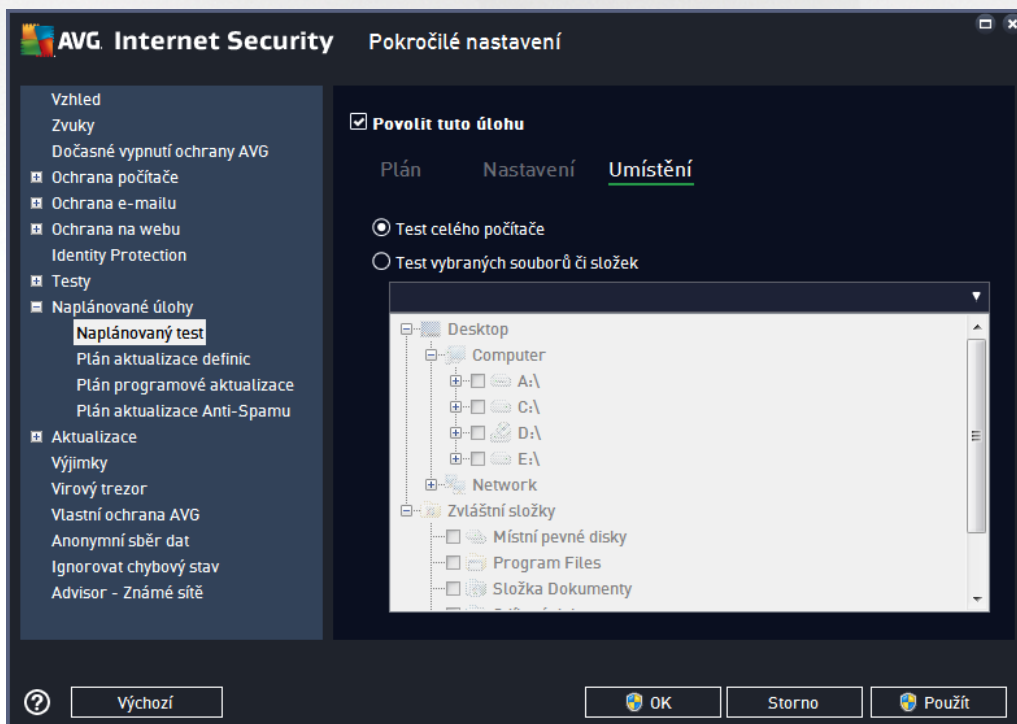 AVG. Internet Security Pokročilé nastavení
Vzhled
Zvuky
Dočasné vypnutí ochrany AVG
Ochrana počítače
Ochrana e-mailu
Ochrana na webu
Identity Protection
Testy
Naplánované úlohy
Naplánovaný test
Plán aktualizace definic
Plán programové aktualizace
Plán aktualizace Anti-Spamu
Aktualizace
Výjimky
Virový trezor
Vlastní ochrana AVG
Anonymní sběr dat
Ignorovat chybový stav
Advisor - Známé sítě
Povolit tuto úlohu
Plán Nastavení Umístění
Test celého počítače
Test vybraných souborů či složek
Desktop
Computer
A:\
C:\
D:\
E:\
Network
Zvláštní složky
Místní pevné disky
Program Files
Složka Dokumenty
? Výchozí OK Storno Použít